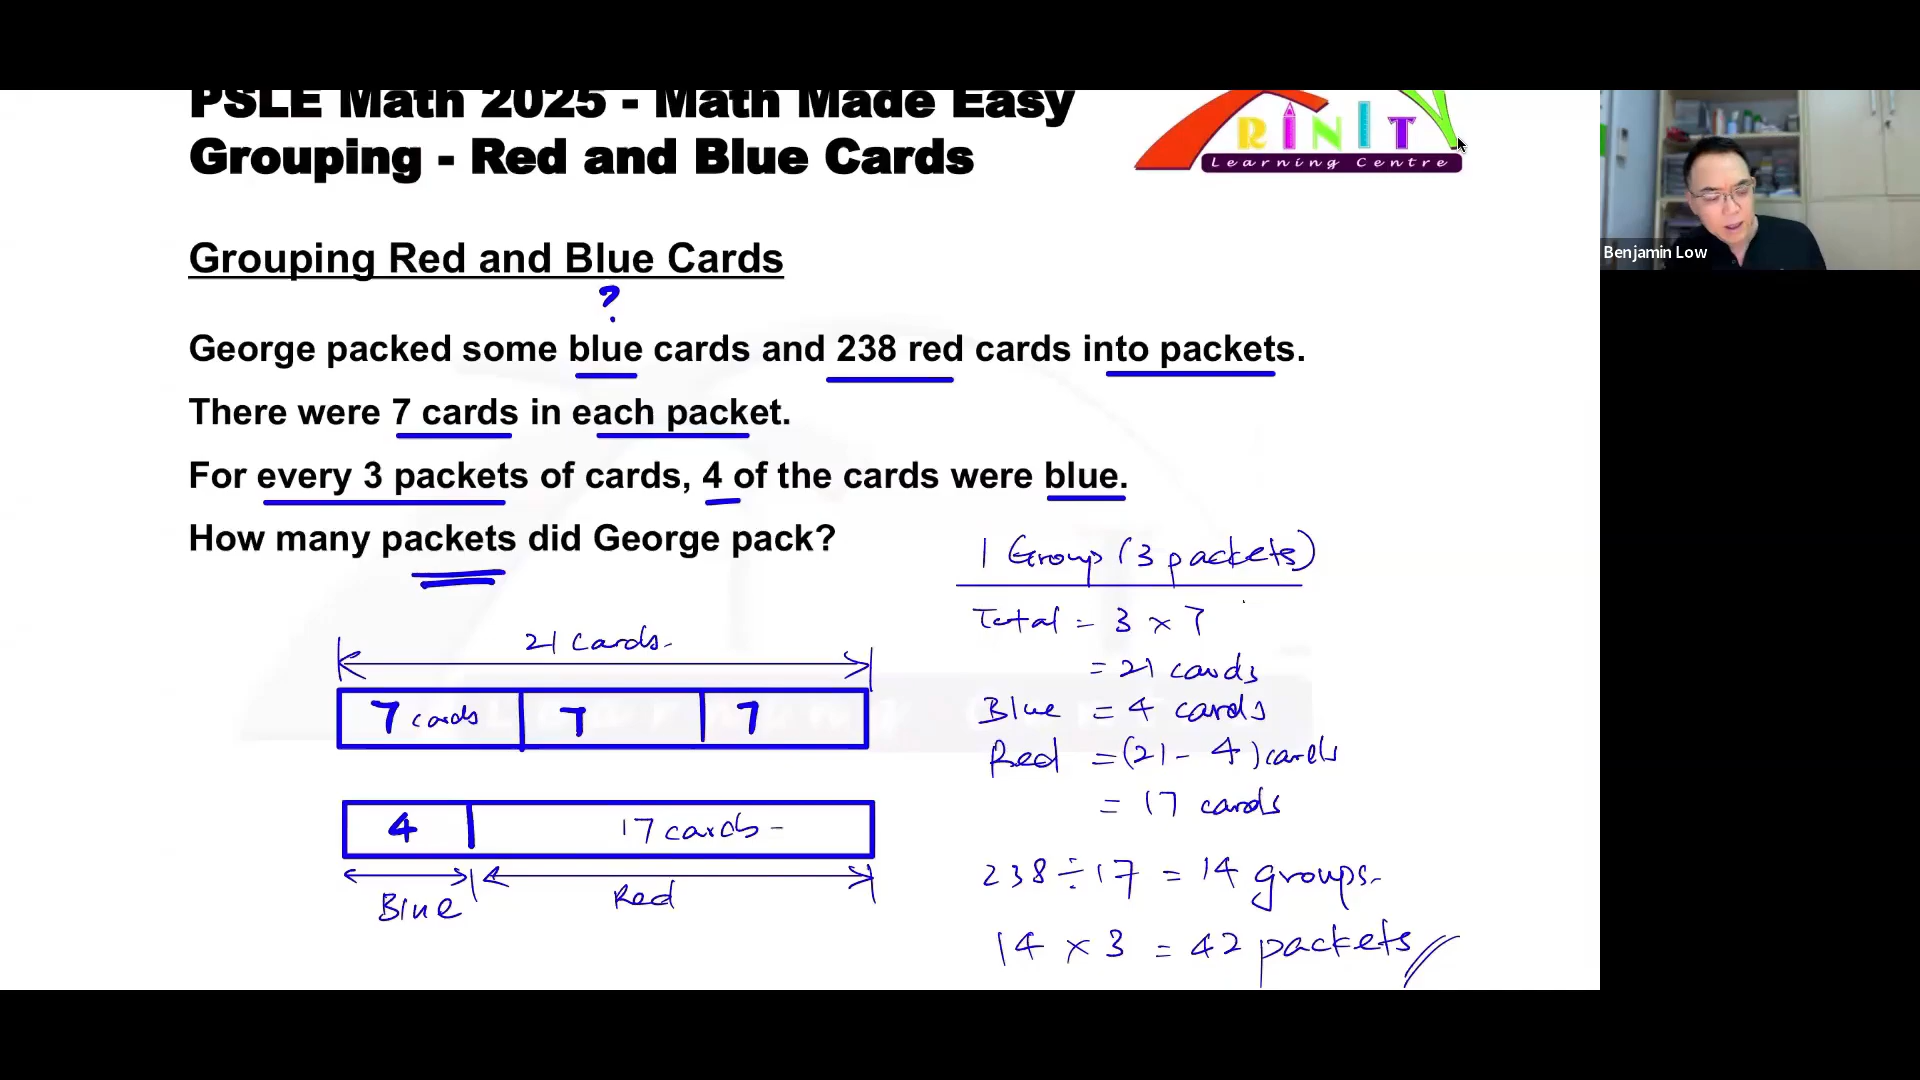 PSLE Math 2025 - Math Made Easy
Grouping - Red and Blue Cards
RINIT
Learning Centre
Benjamin Low
Grouping Red and Blue Cards
?
George packed some blue cards and 238 red cards into packets.
There were 7 cards in each packet.
For every 3 packets of cards, 4 of the cards were blue.
How many packets did George pack?
21 cards
7 cards 7 7
4 17 cards
Blue Red
1 Group (3 packets)
Total = 3 × 7
= 21 cards
Blue = 4 cards
Red = (21 - 4) cards
= 17 cards
238 ÷ 17 = 14 groups
14 × 3 = 42 packets